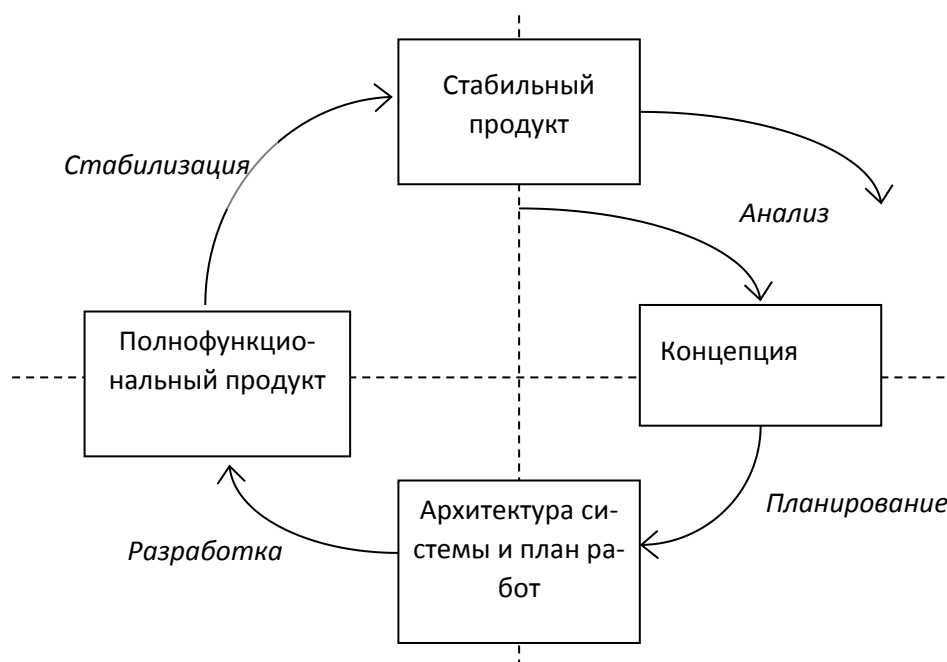 Стабильный
продукт
Стабилизация
Анализ
Полнофункцио-
нальный продукт
Концепция
Архитектура си-
стемы и план ра-
бот
Планирование
Разработка